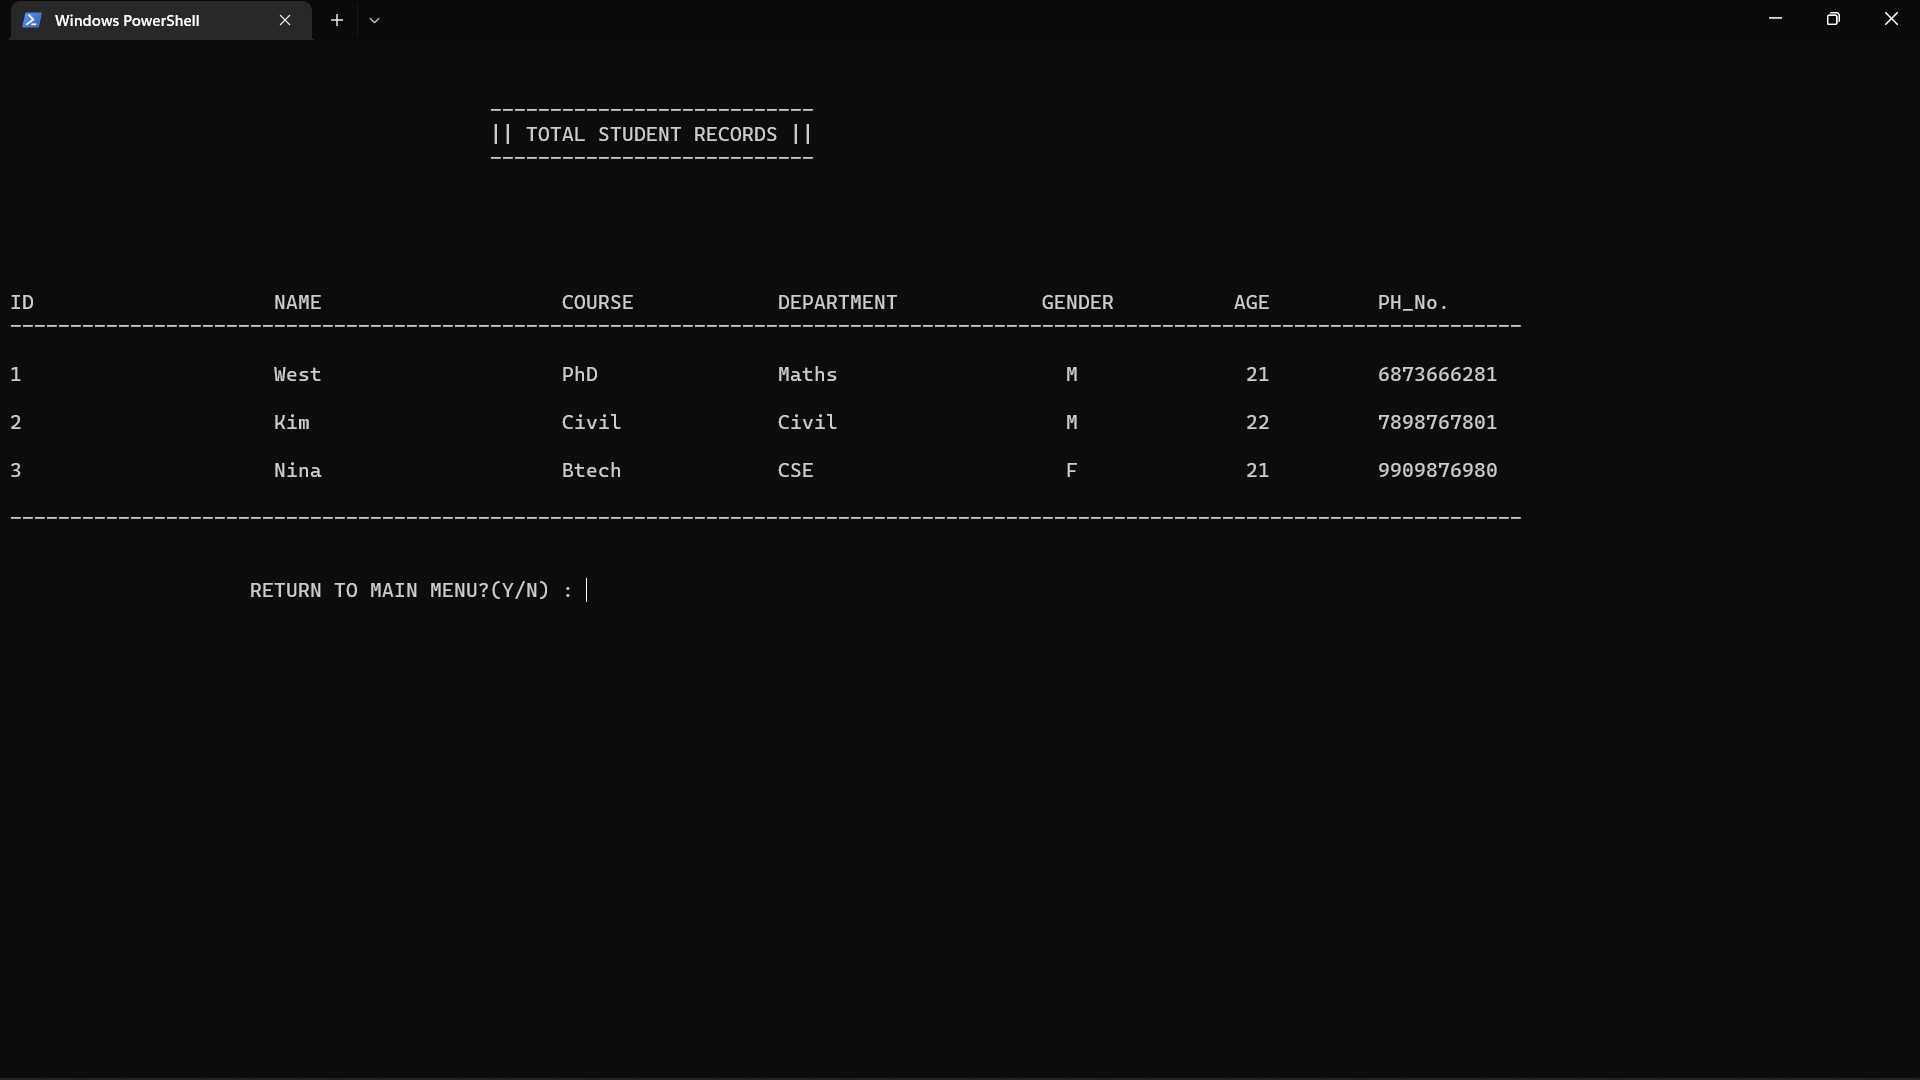 Windows PowerShell
---------------------------
|| TOTAL STUDENT RECORDS ||
---------------------------
ID NAME COURSE DEPARTMENT GENDER AGE PH_No.
------------------------------------------------------------------------------------------------------------------------------
1 West PhD Maths M 21 6873666281
2 Kim Civil Civil M 22 7898767801
3 Nina Btech CSE F 21 9909876980
------------------------------------------------------------------------------------------------------------------------------
RETURN TO MAIN MENU?(Y/N) :